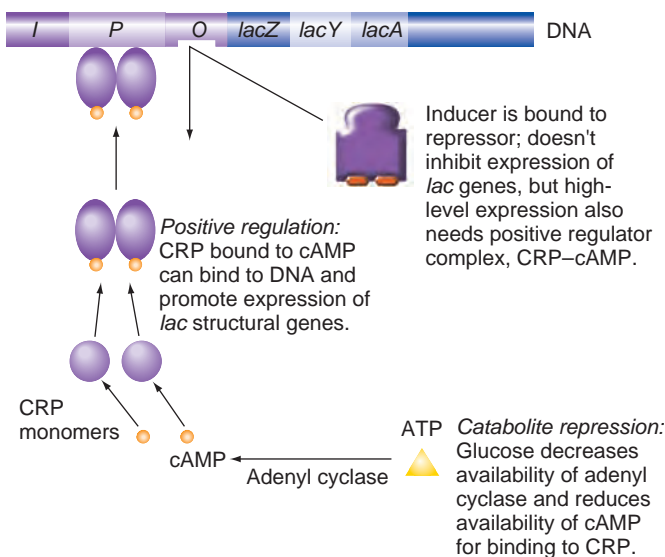 I P O lacZ lacY lacA DNA
Inducer is bound to
repressor; doesn't
inhibit expression of
lac genes, but high-
level expression also
needs positive regulator
complex, CRP–cAMP.
Positive regulation:
CRP bound to cAMP
can bind to DNA and
promote expression of
lac structural genes.
CRP
monomers
cAMP
Adenyl cyclase
ATP
Catabolite repression:
Glucose decreases
availability of adenyl
cyclase and reduces
availability of cAMP
for binding to CRP.